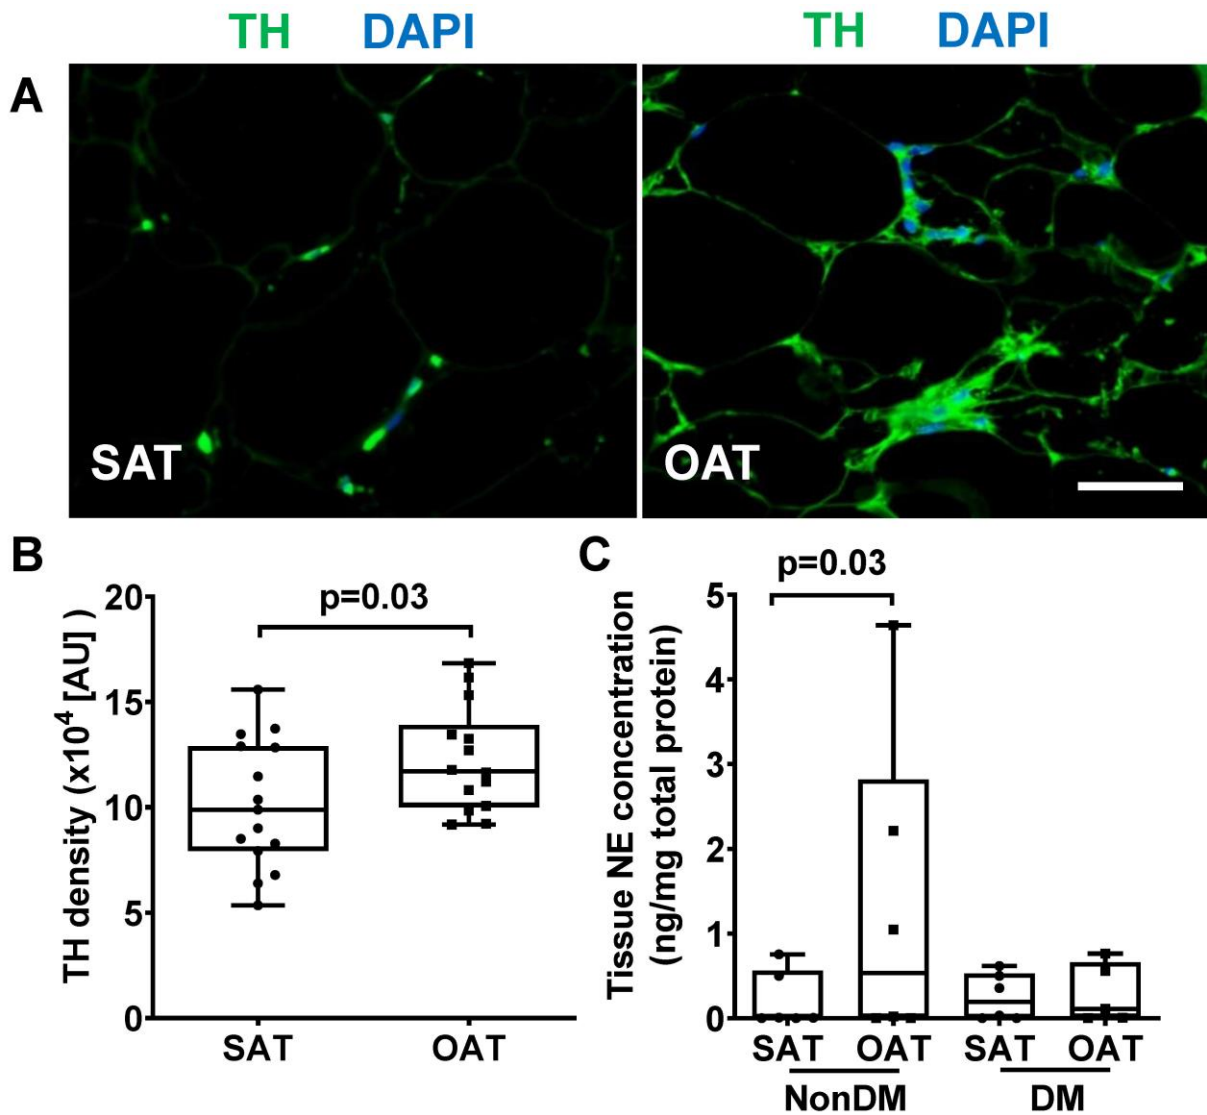 TH DAPI TH DAPI
A
SAT OAT
B
TH density (x10⁴ [AU] )
20
15
10
5
0
p=0.03
SAT OAT
C
Tissue NE concentration
(ng/mg total protein)
5
4
3
2
1
0
p=0.03
SAT OAT SAT OAT
NonDM DM